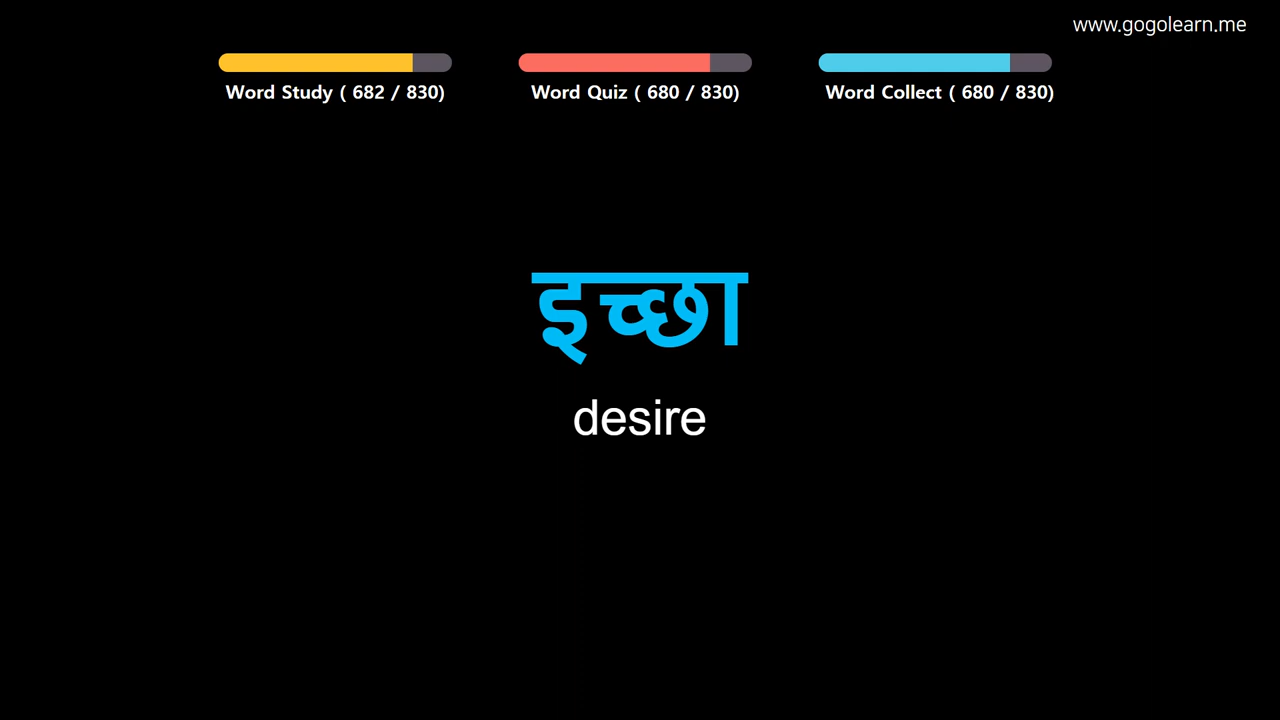 www.gogolearn.me
Word Study ( 682 / 830)
Word Quiz ( 680 / 830)
Word Collect ( 680 / 830)
इच्छा
desire